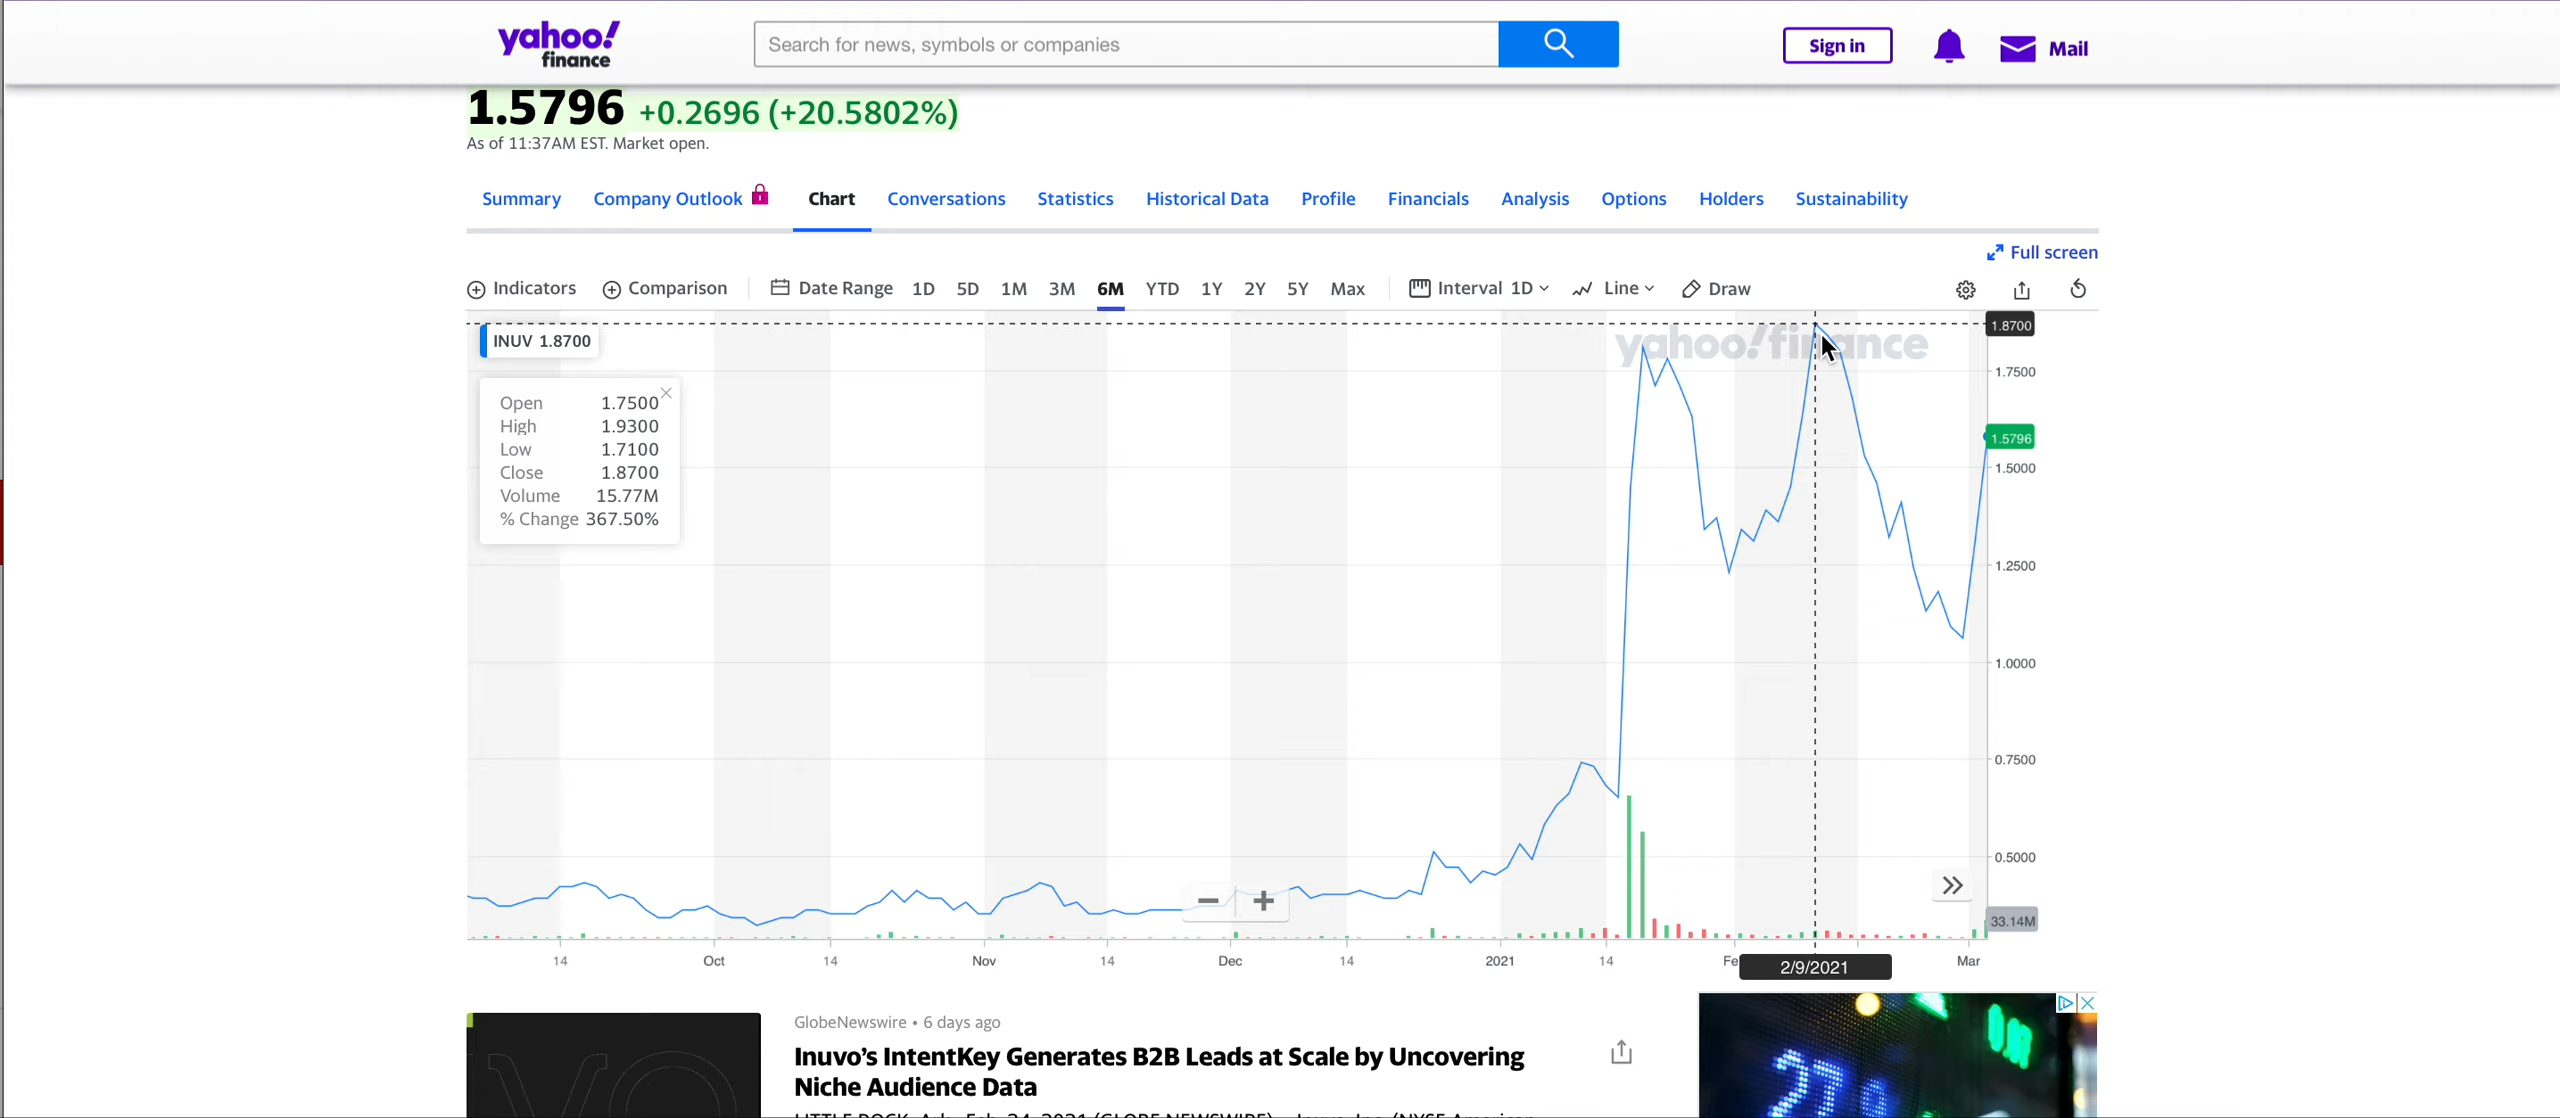 yahoo!
finance
Search for news, symbols or companies
Sign in
Mail
1.5796 +0.2696 (+20.5802%)
As of 11:37AM EST. Market open.
Summary Company Outlook Chart Conversations Statistics Historical Data Profile Financials Analysis Options Holders Sustainability
Full screen
Indicators Comparison Date Range 1D 5D 1M 3M 6M YTD 1Y 2Y 5Y Max Interval 1D Line Draw
INUV 1.8700
yahoo!finance
1.8700
Open 1.7500
High 1.9300
Low 1.7100
Close 1.8700
Volume 15.77M
% Change 367.50%
1.7500
1.5796
1.5000
1.2500
1.0000
0.7500
0.5000
33.14M
14 Oct 14 Nov 14 Dec 14 2021 14 Fe 2/9/2021 Mar
GlobeNewswire • 6 days ago
Inuvo's IntentKey Generates B2B Leads at Scale by Uncovering
Niche Audience Data